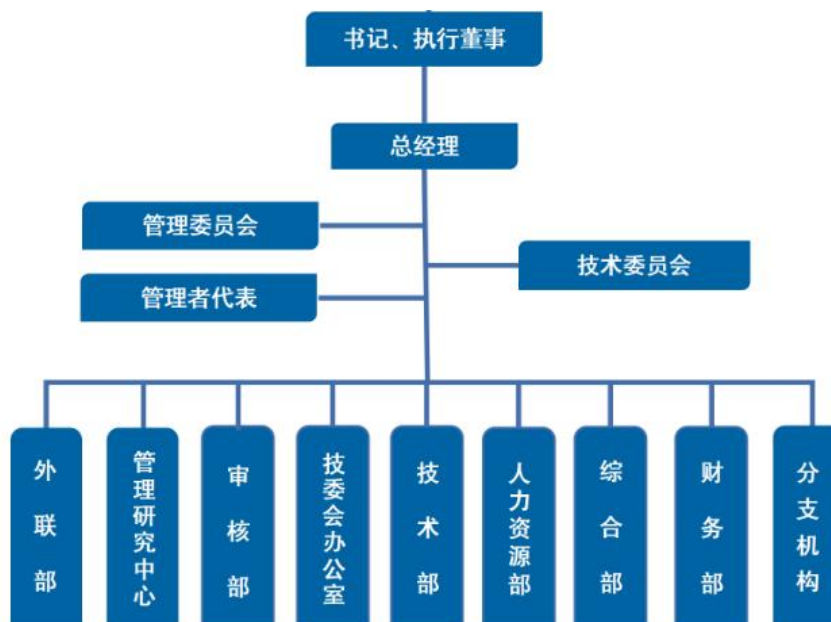 书记、执行董事
总经理
管理委员会
技术委员会
管理者代表
外联部
管理研究中心
审核部
技委会办公室
技术部
人力资源部
综合部
财务部
分支机构